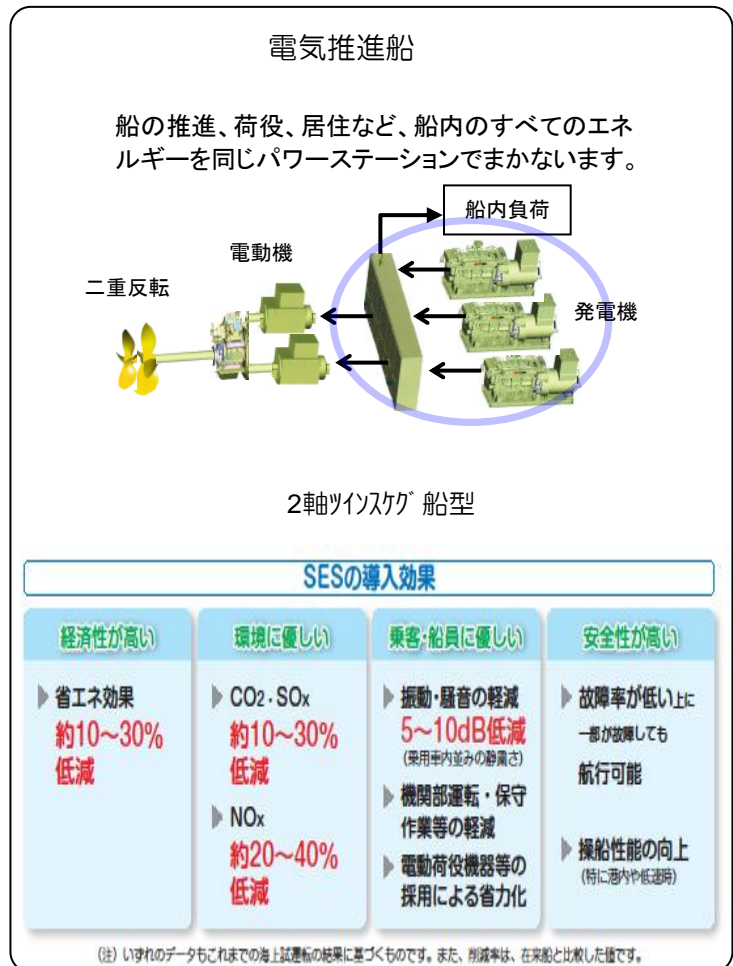 電気推進船
船の推進、荷役、居住など、船内のすべてのエネ
ルギーを同じパワーステーションでまかないます。
船内負荷
電動機
二重反転
発電機
2軸ﾂｲﾝｽｹｸﾞ船型
SESの導入効果
経済性が高い
▶省エネ効果
約10～30%
低減
環境に優しい
▶CO2・SOx
約10～30%
低減
▶NOx
約20～40%
低減
乗客・船員に優しい
▶振動・騒音の軽減
5～10dB低減
(乗用車内並みの静粛さ)
▶機関部運転・保守
作業等の軽減
▶電動荷役機器等の
採用による省力化
安全性が高い
▶故障率が低い上に
一部が故障しても
航行可能
▶操船性能の向上
(特に港内や低速時)
(注)いずれのデータもこれまでの海上試運転の結果に基づくものです。また、削減率は、在来船と比較した値です。